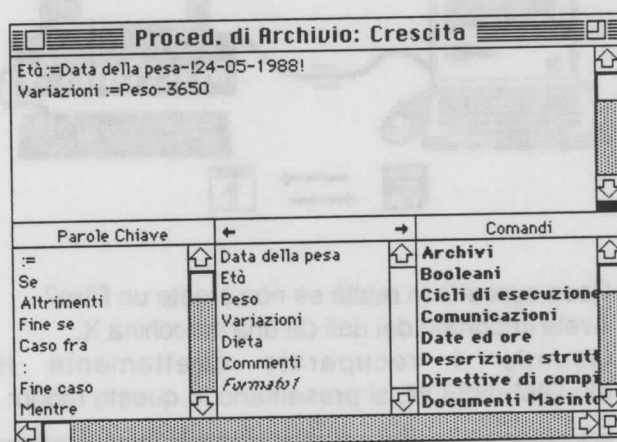 Proced. di Archivio: Crescita
Età:=Data della pesa-!24-05-1988!
Variazioni :=Peso-3650
Parole Chiave
← →
Comandi
:=
Se
Altrimenti
Fine se
Caso fra
:
Fine caso
Mentre
Data della pesa
Età
Peso
Variazioni
Dieta
Commenti
Formato1
Archivi
Booleani
Cicli di esecuzione
Comunicazioni
Date ed ore
Descrizione strutt
Direttive di compi
Documenti Macinto